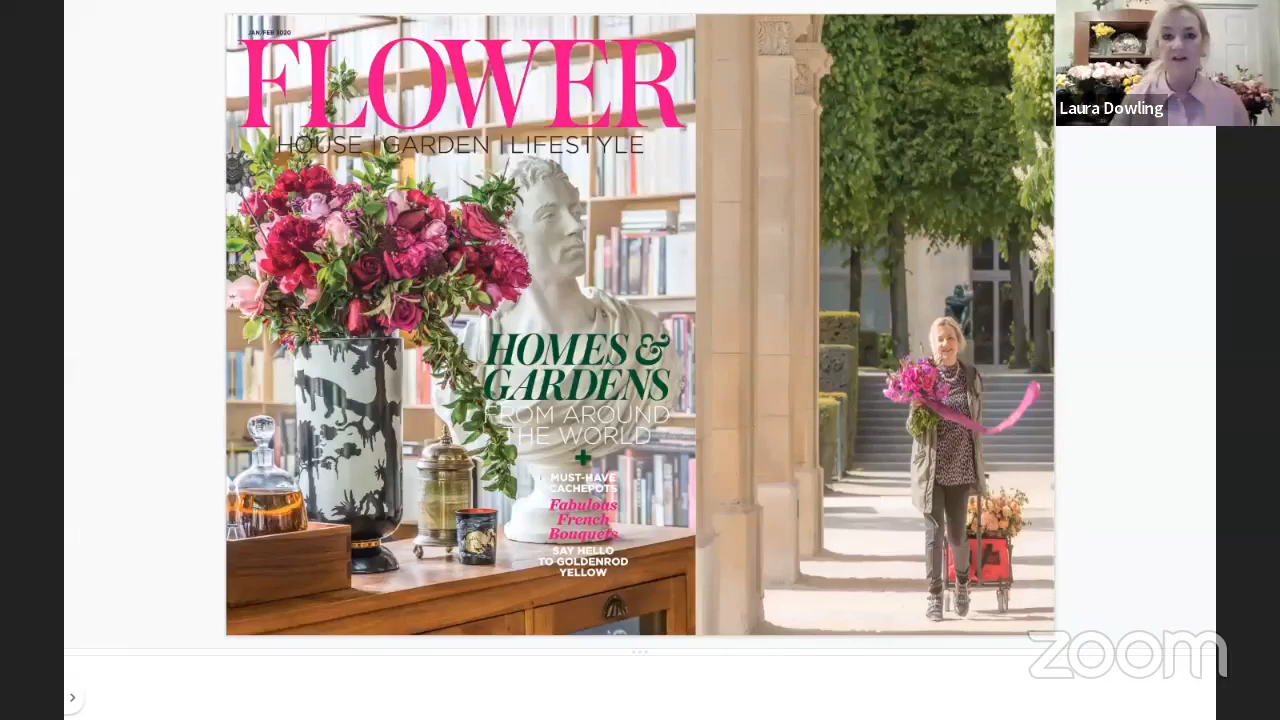 JAN/FEB 2020
FLOWER
HOUSE | GARDEN | LIFESTYLE
HOMES &
GARDENS
FROM AROUND
THE WORLD
+
MUST-HAVE
CACHEPOTS
Fabulous
French
Bouquets
SAY HELLO
TO GOLDENROD
YELLOW
Laura Dowling
zoom